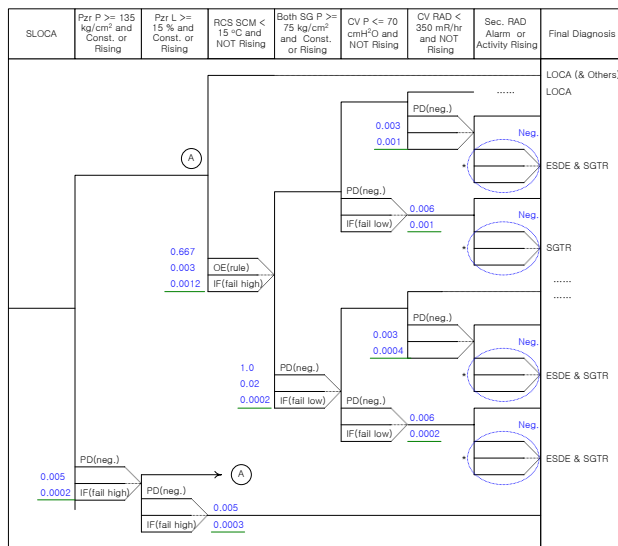 SLOCA
Pzr P >= 135
kg/cm² and
Const. or
Rising
Pzr L >=
15 % and
Const. or
Rising
RCS SCM <
15 ºC and
NOT Rising
Both SG P >=
75 kg/cm²
and Const.
or Rising
CV P <= 70
cmH²O and
NOT Rising
CV RAD <
350 mR/hr
and NOT
Rising
Sec. RAD
Alarm or
Activity Rising
Final Diagnosis
LOCA (& Others)
...... LOCA
PD(neg.)
0.003
0.001
Neg.
* ESDE & SGTR
A
PD(neg.)
IF(fail low)
0.006
0.001
Neg.
* SGTR
0.667
0.003
0.0012
OE(rule)
IF(fail high)
......
......
PD(neg.)
0.003
0.0004
Neg.
* ESDE & SGTR
1.0
0.02
0.0002
PD(neg.)
IF(fail low)
PD(neg.)
IF(fail low)
0.006
0.0002
Neg.
* ESDE & SGTR
PD(neg.)
0.005
0.0002
IF(fail high)
A
PD(neg.)
IF(fail high)
0.005
0.0003